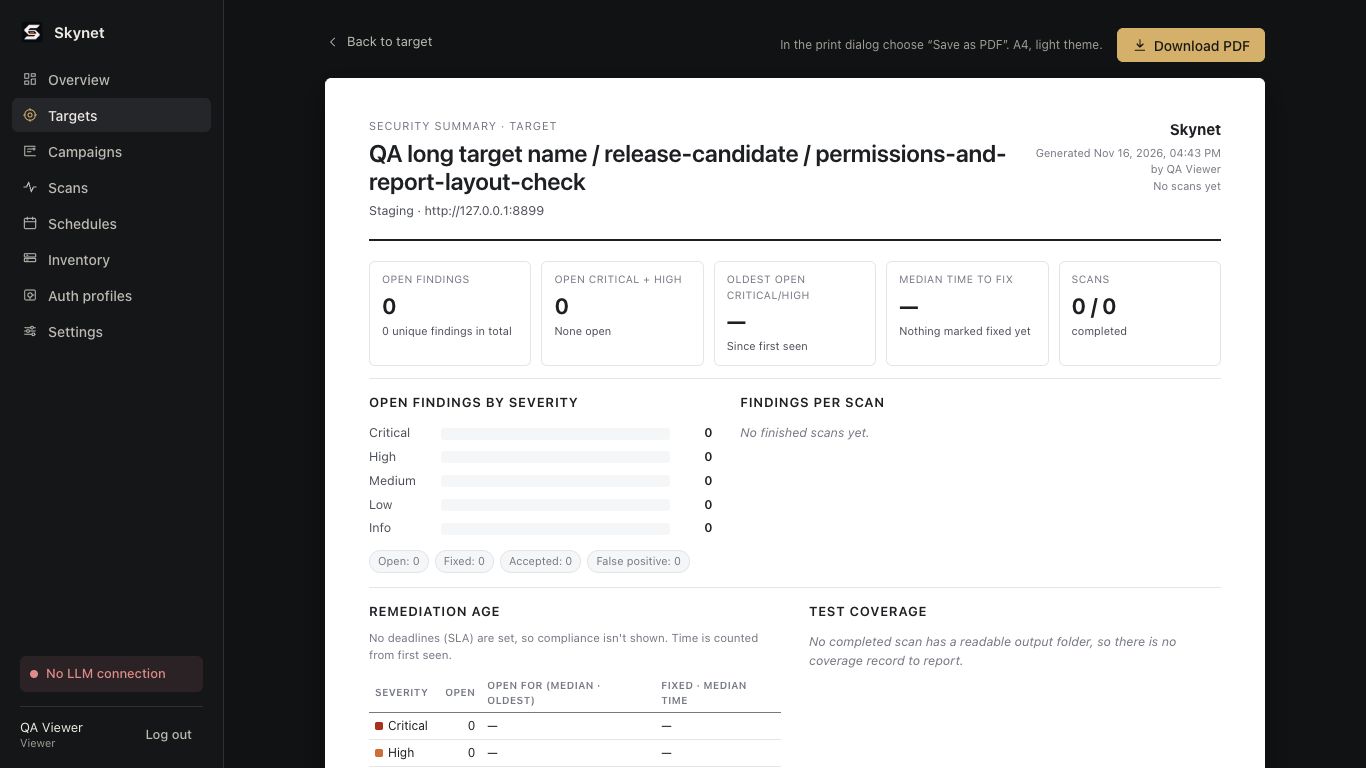 Skynet
Overview
Targets
Campaigns
Scans
Schedules
Inventory
Auth profiles
Settings
No LLM connection
QA Viewer
Viewer
Log out
Back to target
In the print dialog choose “Save as PDF”. A4, light theme.
Download PDF
SECURITY SUMMARY · TARGET
QA long target name / release-candidate / permissions-and-
report-layout-check
Staging · http://127.0.0.1:8899
Skynet
Generated Nov 16, 2026, 04:43 PM
by QA Viewer
No scans yet
OPEN FINDINGS
0
0 unique findings in total
OPEN CRITICAL + HIGH
0
None open
OLDEST OPEN
CRITICAL/HIGH
—
Since first seen
MEDIAN TIME TO FIX
—
Nothing marked fixed yet
SCANS
0 / 0
completed
OPEN FINDINGS BY SEVERITY
Critical 0
High 0
Medium 0
Low 0
Info 0
Open: 0 Fixed: 0 Accepted: 0 False positive: 0
FINDINGS PER SCAN
No finished scans yet.
REMEDIATION AGE
No deadlines (SLA) are set, so compliance isn't shown. Time is counted
from first seen.
SEVERITY OPEN OPEN FOR (MEDIAN · OLDEST) FIXED · MEDIAN TIME
Critical 0 — —
High 0 — —
TEST COVERAGE
No completed scan has a readable output folder, so there is no
coverage record to report.